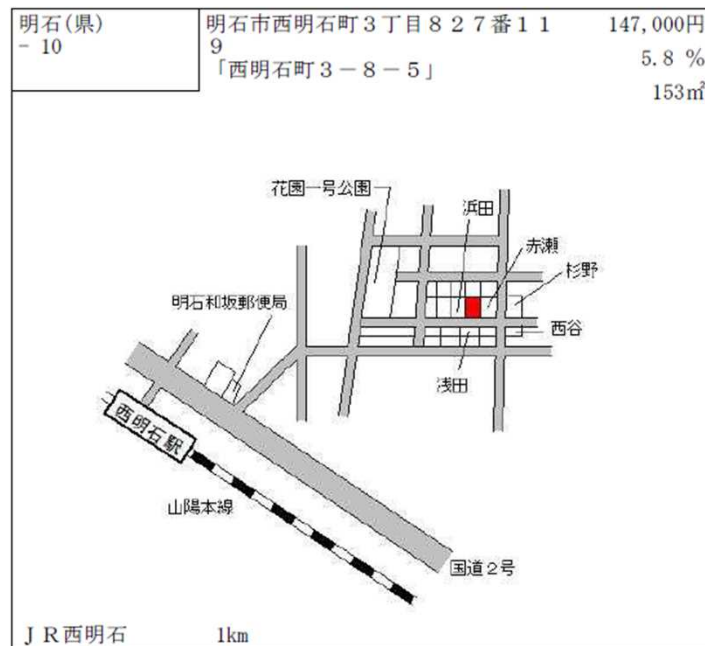 明石(県)
- 10
明石市西明石町３丁目８２７番１１
９
「西明石町３－８－５」
147,000円
5.8 %
153㎡
花園一号公園
浜田
赤瀬
杉野
明石和坂郵便局
西谷
浅田
西明石駅
山陽本線
国道２号
ＪＲ西明石 1km